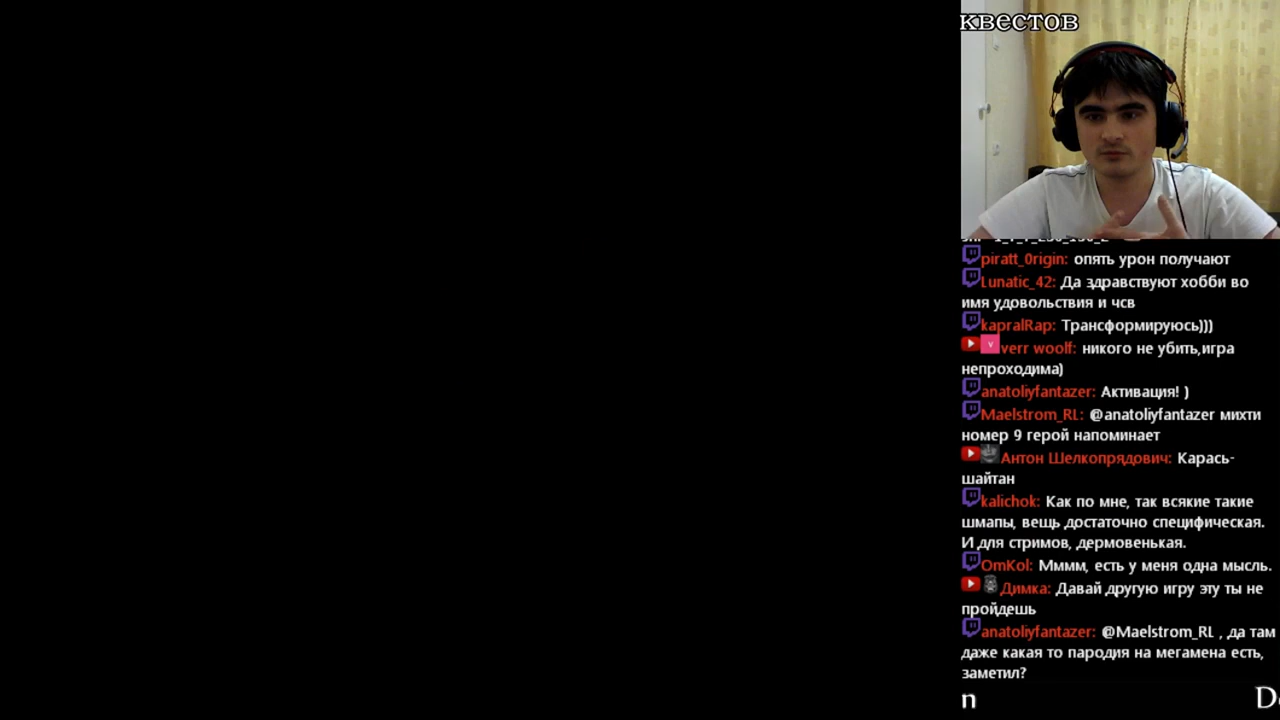 квестов
piratt_0rigin: опять урон получают
Lunatic_42: Да здравствуют хобби во
имя удовольствия и чсв
kapralRap: Трансформируюсь)))
verr woolf: никого не убить,игра
непроходима)
anatoliyfantazer: Активация! )
Maelstrom_RL: @anatoliyfantazer михти
номер 9 герой напоминает
Антон Шелкопрядович: Карась-
шайтан
kalichok: Как по мне, так всякие такие
шмапы, вещь достаточно специфическая.
И для стримов, дермовенькая.
OmKol: Мммм, есть у меня одна мысль.
Димка: Давай другую игру эту ты не
пройдешь
anatoliyfantazer: @Maelstrom_RL , да там
даже какая то пародия на мегамена есть,
заметил?
n